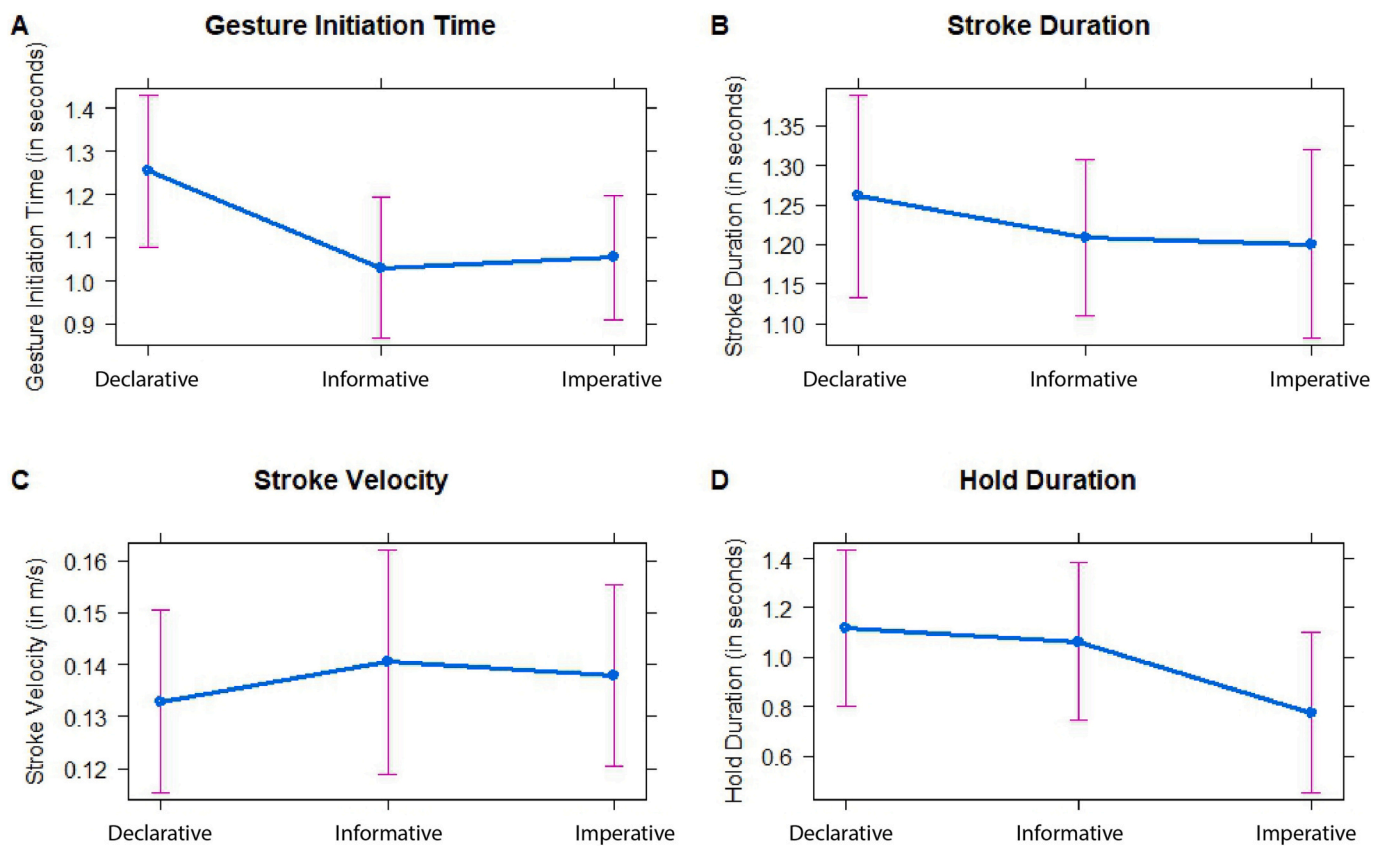 A
Gesture Initiation Time
Gesture Initiation Time (in seconds)
1.4
1.3
1.2
1.1
1.0
0.9
Declarative Informative Imperative
B
Stroke Duration
Stroke Duration (in seconds)
1.35
1.30
1.25
1.20
1.15
1.10
Declarative Informative Imperative
C
Stroke Velocity
Stroke Velocity (in m/s)
0.16
0.15
0.14
0.13
0.12
Declarative Informative Imperative
D
Hold Duration
Hold Duration (in seconds)
1.4
1.2
1.0
0.8
0.6
Declarative Informative Imperative